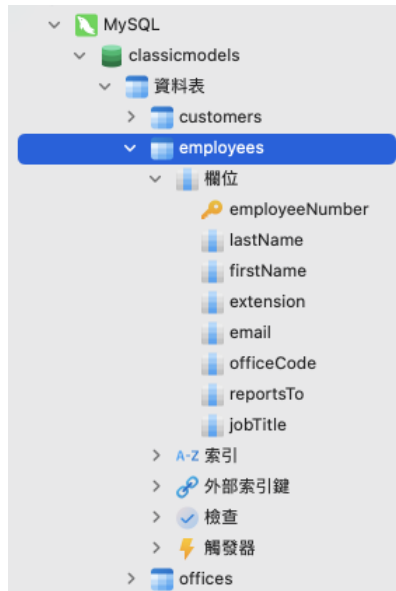 MySQL
classicmodels
資料表
customers
employees
欄位
employeeNumber
lastName
firstName
extension
email
officeCode
reportsTo
jobTitle
A-Z 索引
外部索引鍵
檢查
觸發器
offices